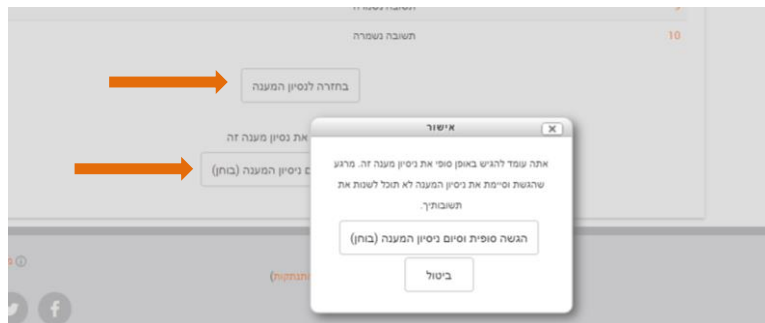 תשובה נשמרה
10
תשובה נשמרה
בחזרה לנסיון המענה
את נסיון מענה זה
ניסיון המענה (בוחן)
אישור
אתה עומד להגיש באופן סופי את ניסיון מענה זה. מרגע
שהגשת וסיימת את ניסיון המענה לא תוכל לשנות את
תשובותיך.
הגשה סופית וסיום ניסיון המענה (בוחן)
ביטול